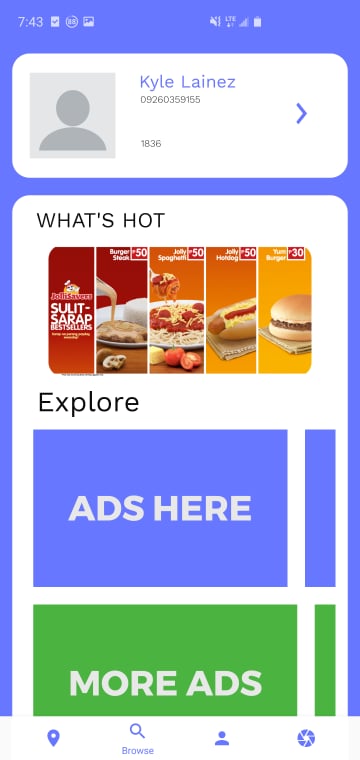 7:43
88
LTE
Kyle Lainez
09260359155
1836
WHAT'S HOT
JolliSavers
SULIT-
SARAP
BESTSELLERS
Burger
Steak
₱50
Jolly
Spaghetti
₱50
Jolly
Hotdog
₱50
Yum
Burger
₱30
Explore
ADS HERE
MORE ADS
Browse